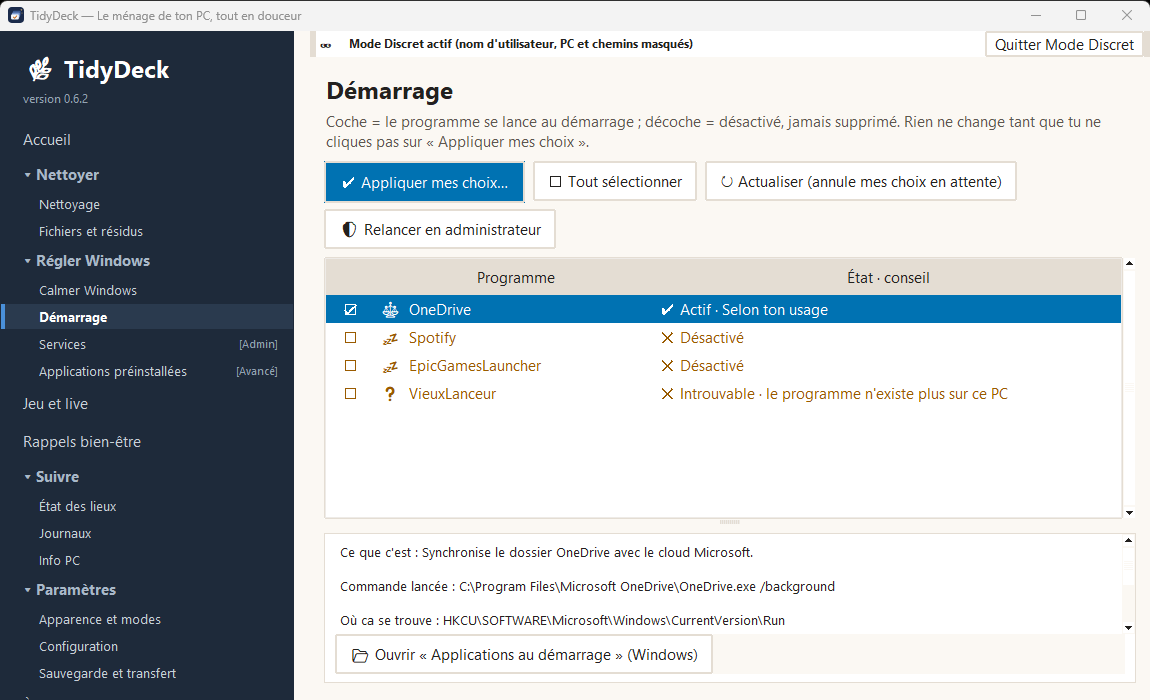 TidyDeck — Le ménage de ton PC, tout en douceur
TidyDeck
version 0.6.2
Accueil
Nettoyer
Nettoyage
Fichiers et résidus
Régler Windows
Calmer Windows
Démarrage
Services [Admin]
Applications préinstallées [Avancé]
Jeu et live
Rappels bien-être
Suivre
État des lieux
Journaux
Info PC
Paramètres
Apparence et modes
Configuration
Sauvegarde et transfert
Mode Discret actif (nom d'utilisateur, PC et chemins masqués)
Quitter Mode Discret
Démarrage
Coche = le programme se lance au démarrage ; décoche = désactivé, jamais supprimé. Rien ne change tant que tu ne
cliques pas sur « Appliquer mes choix ».
✔ Appliquer mes choix...
☐ Tout sélectionner
↻ Actualiser (annule mes choix en attente)
Relancer en administrateur
Programme État · conseil
OneDrive ✔ Actif · Selon ton usage
Spotify ✕ Désactivé
EpicGamesLauncher ✕ Désactivé
? VieuxLanceur ✕ Introuvable · le programme n'existe plus sur ce PC
Ce que c'est : Synchronise le dossier OneDrive avec le cloud Microsoft.
Commande lancée : C:\Program Files\Microsoft OneDrive\OneDrive.exe /background
Où ca se trouve : HKCU\SOFTWARE\Microsoft\Windows\CurrentVersion\Run
Ouvrir « Applications au démarrage » (Windows)